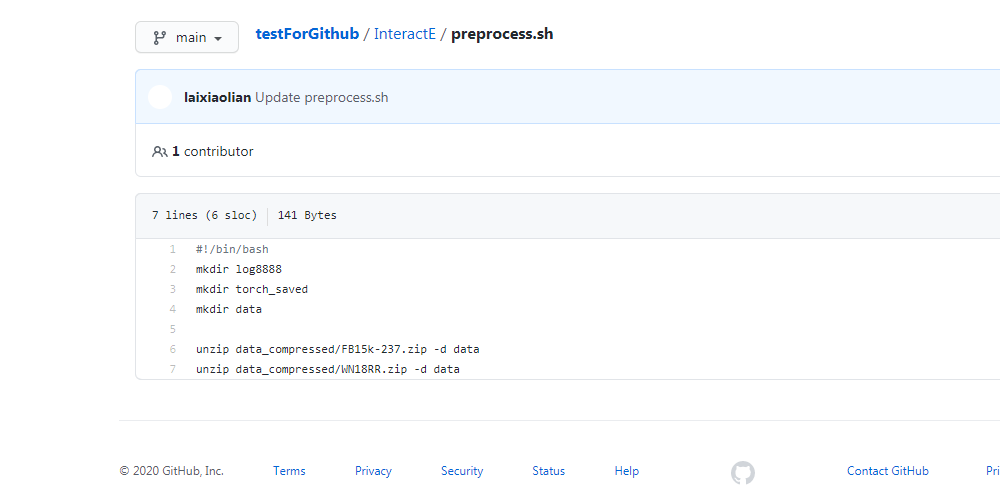 main
testForGithub / InteractE / preprocess.sh
laixiaolian Update preprocess.sh
1 contributor
7 lines (6 sloc) 141 Bytes
1 #!/bin/bash
2 mkdir log8888
3 mkdir torch_saved
4 mkdir data
5
6 unzip data_compressed/FB15k-237.zip -d data
7 unzip data_compressed/WN18RR.zip -d data
© 2020 GitHub, Inc. Terms Privacy Security Status Help Contact GitHub Pri